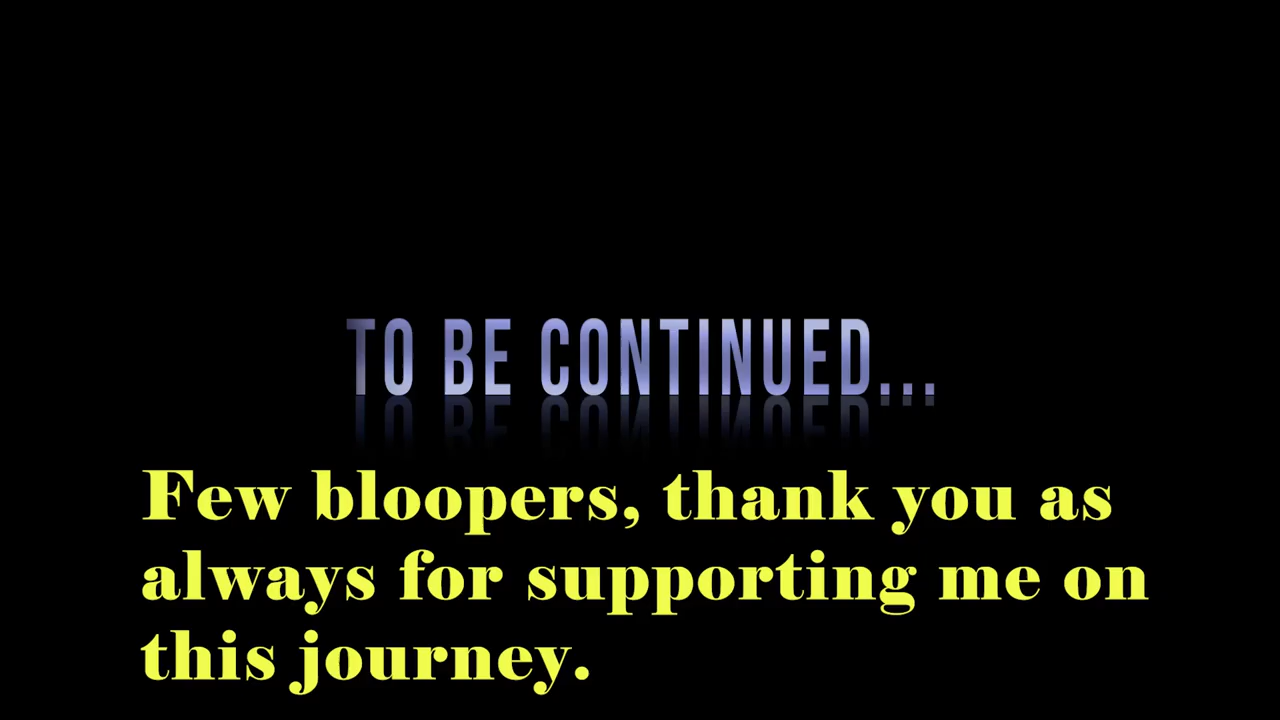 TO BE CONTINUED...
Few bloopers, thank you as
always for supporting me on
this journey.